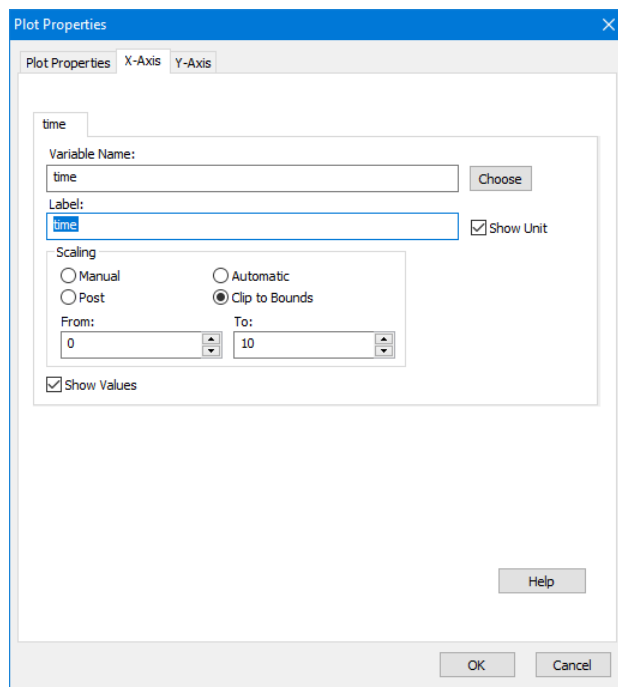 Plot Properties
Plot Properties X-Axis Y-Axis
time
Variable Name:
time Choose
Label:
time Show Unit
Scaling
Manual Automatic
Post Clip to Bounds
From: To:
0 10
Show Values
Help
OK Cancel